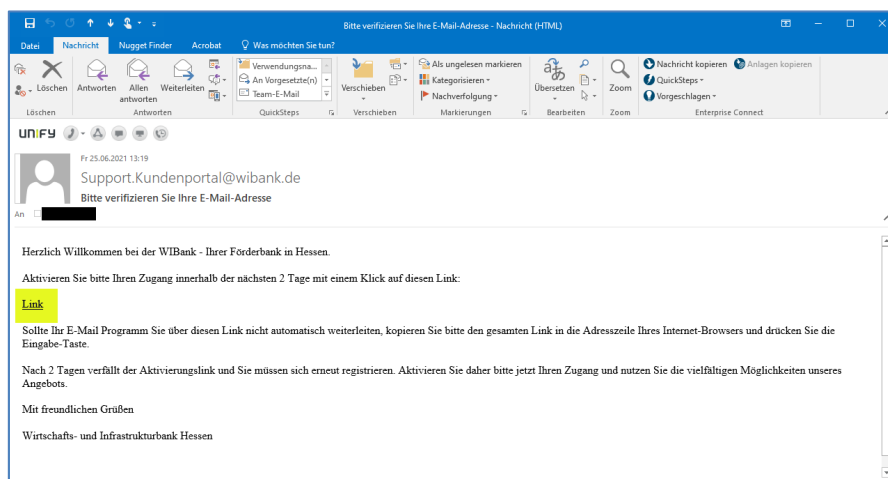 Bitte verifizieren Sie Ihre E-Mail-Adresse - Nachricht (HTML)
Datei Nachricht Nugget Finder Acrobat Was möchten Sie tun?
Löschen
Antworten
Allen antworten
Weiterleiten
Verwendungsna...
An Vorgesetzte(n)
Team-E-Mail
Verschieben
Als ungelesen markieren
Kategorisieren
Nachverfolgung
Übersetzen
Zoom
Nachricht kopieren
Anlagen kopieren
QuickSteps
Vorgeschlagen
Löschen Antworten QuickSteps Verschieben Markierungen Bearbeiten Zoom Enterprise Connect
UNIFY
Fr 25.06.2021 13:19
Support.Kundenportal@wibank.de
Bitte verifizieren Sie Ihre E-Mail-Adresse
An
Herzlich Willkommen bei der WIBank - Ihrer Förderbank in Hessen.
Aktivieren Sie bitte Ihren Zugang innerhalb der nächsten 2 Tage mit einem Klick auf diesen Link:
Link
Sollte Ihr E-Mail Programm Sie über diesen Link nicht automatisch weiterleiten, kopieren Sie bitte den gesamten Link in die Adresszeile Ihres Internet-Browsers und drücken Sie die
Eingabe-Taste.
Nach 2 Tagen verfällt der Aktivierungslink und Sie müssen sich erneut registrieren. Aktivieren Sie daher bitte jetzt Ihren Zugang und nutzen Sie die vielfältigen Möglichkeiten unseres
Angebots.
Mit freundlichen Grüßen
Wirtschafts- und Infrastrukturbank Hessen